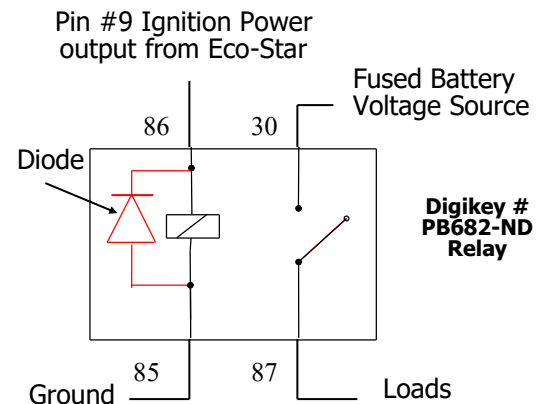 Pin #9 Ignition Power
output from Eco-Star
Fused Battery
Voltage Source
86
30
Diode
Digikey #
PB682-ND
Relay
85
87
Ground
Loads